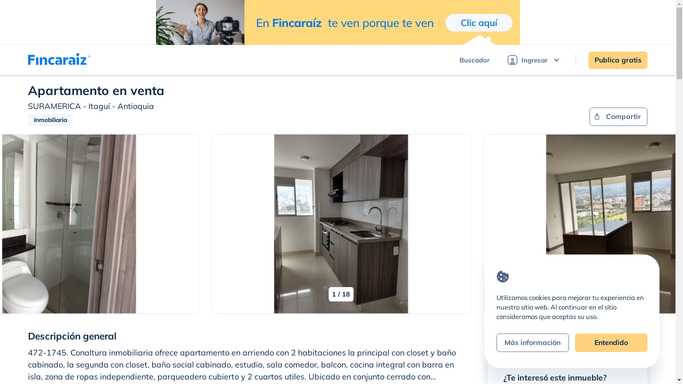 En Fincaraíz te ven porque te ven
Clic aquí
Fincaraiz
Buscador
Ingresar
Publica gratis
Apartamento en venta
SURAMERICA - Itagui - Antioquia
Inmobiliaria
Compartir
1 / 18
Utilizamos cookies para mejorar tu experiencia en
nuestro sitio web. Al continuar en el sitio
consideramos que aceptas su uso.
Más información
Entendido
Descripción general
472-1745. Conaltura inmobiliaria ofrece apartamento en arriendo con 2 habitaciones la principal con closet y baño
cabinado, la segunda con closet, baño social cabinado, estudio, sala comedor, balcon, cocina integral con barra en
isla, zona de ropas independiente, parqueadero cubierto y 2 cuartos utiles. Ubicado en conjunto cerrado con...
¿Te interesó este inmueble?